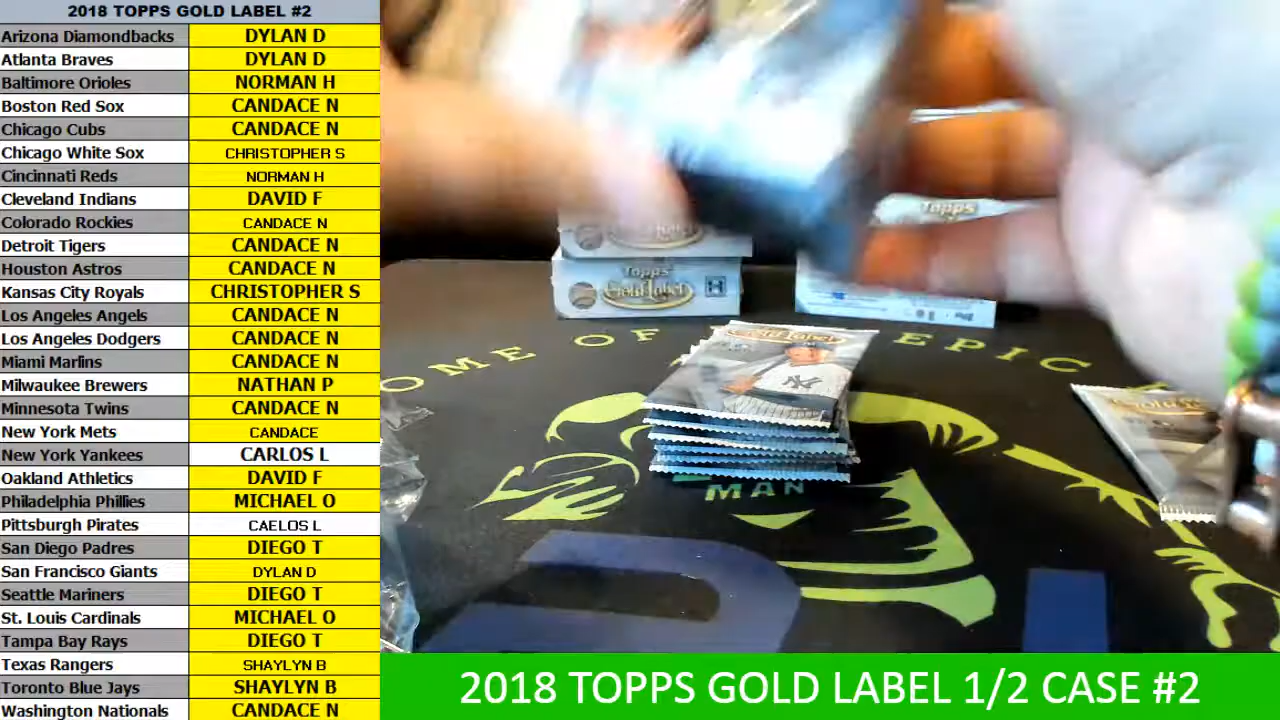 2018 TOPPS GOLD LABEL #2
Arizona Diamondbacks DYLAN D
Atlanta Braves DYLAN D
Baltimore Orioles NORMAN H
Boston Red Sox CANDACE N
Chicago Cubs CANDACE N
Chicago White Sox CHRISTOPHER S
Cincinnati Reds NORMAN H
Cleveland Indians DAVID F
Colorado Rockies CANDACE N
Detroit Tigers CANDACE N
Houston Astros CANDACE N
Kansas City Royals CHRISTOPHER S
Los Angeles Angels CANDACE N
Los Angeles Dodgers CANDACE N
Miami Marlins CANDACE N
Milwaukee Brewers NATHAN P
Minnesota Twins CANDACE N
New York Mets CANDACE
New York Yankees CARLOS L
Oakland Athletics DAVID F
Philadelphia Phillies MICHAEL O
Pittsburgh Pirates CAELOS L
San Diego Padres DIEGO T
San Francisco Giants DYLAN D
Seattle Mariners DIEGO T
St. Louis Cardinals MICHAEL O
Tampa Bay Rays DIEGO T
Texas Rangers SHAYLYN B
Toronto Blue Jays SHAYLYN B
Washington Nationals CANDACE N
Topps
Topps
Gold Label H
OME OF EPIC
Gold Label
MAN
2018 TOPPS GOLD LABEL 1/2 CASE #2